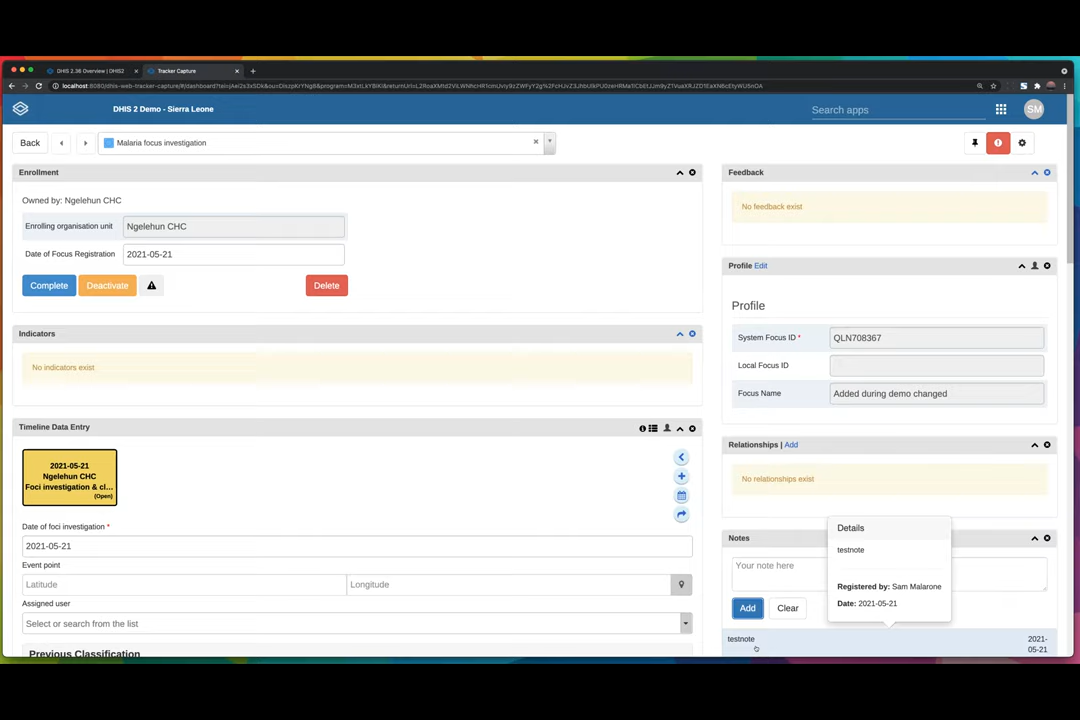 DHIS 2.36 Overview | DHIS2
Tracker Capture
DHIS 2 Demo - Sierra Leone
Search apps
SM
Back
Malaria focus investigation
Enrollment
Owned by: Ngelehun CHC
Enrolling organisation unit
Ngelehun CHC
Date of Focus Registration
2021-05-21
Complete
Deactivate
Delete
Indicators
No indicators exist
Timeline Data Entry
2021-05-21
Ngelehun CHC
Foci investigation & cl...
(Open)
Date of foci investigation *
2021-05-21
Event point
Latitude
Longitude
Assigned user
Select or search from the list
Previous Classification
Feedback
No feedback exist
Profile Edit
Profile
System Focus ID *
QLN708367
Local Focus ID
Focus Name
Added during demo changed
Relationships | Add
No relationships exist
Notes
Your note here
Add
Clear
Details
testnote
Registered by: Sam Malarone
Date: 2021-05-21
testnote
2021-
05-21